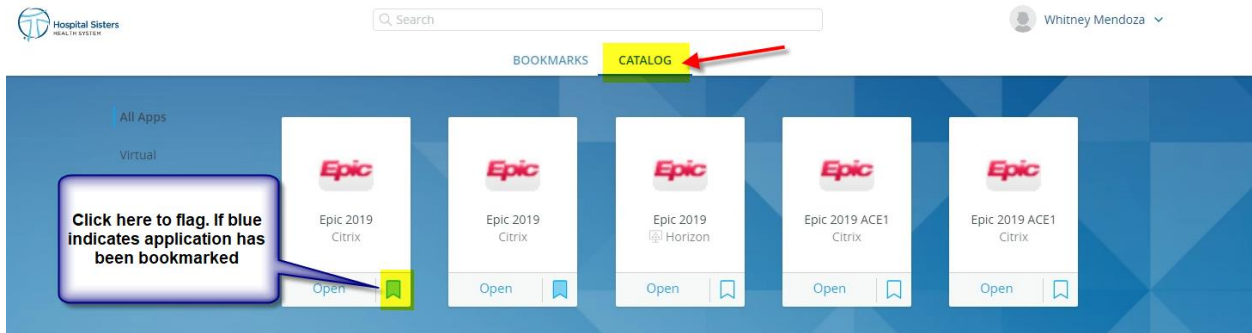 Hospital Sisters
HEALTH SYSTEM
Search
Whitney Mendoza
BOOKMARKS CATALOG
All Apps
Virtual
Click here to flag. If blue
indicates application has
been bookmarked
Epic
Epic 2019
Citrix
Open
Epic
Epic 2019
Citrix
Open
Epic
Epic 2019
Horizon
Open
Epic
Epic 2019 ACE1
Citrix
Open
Epic
Epic 2019 ACE1
Citrix
Open